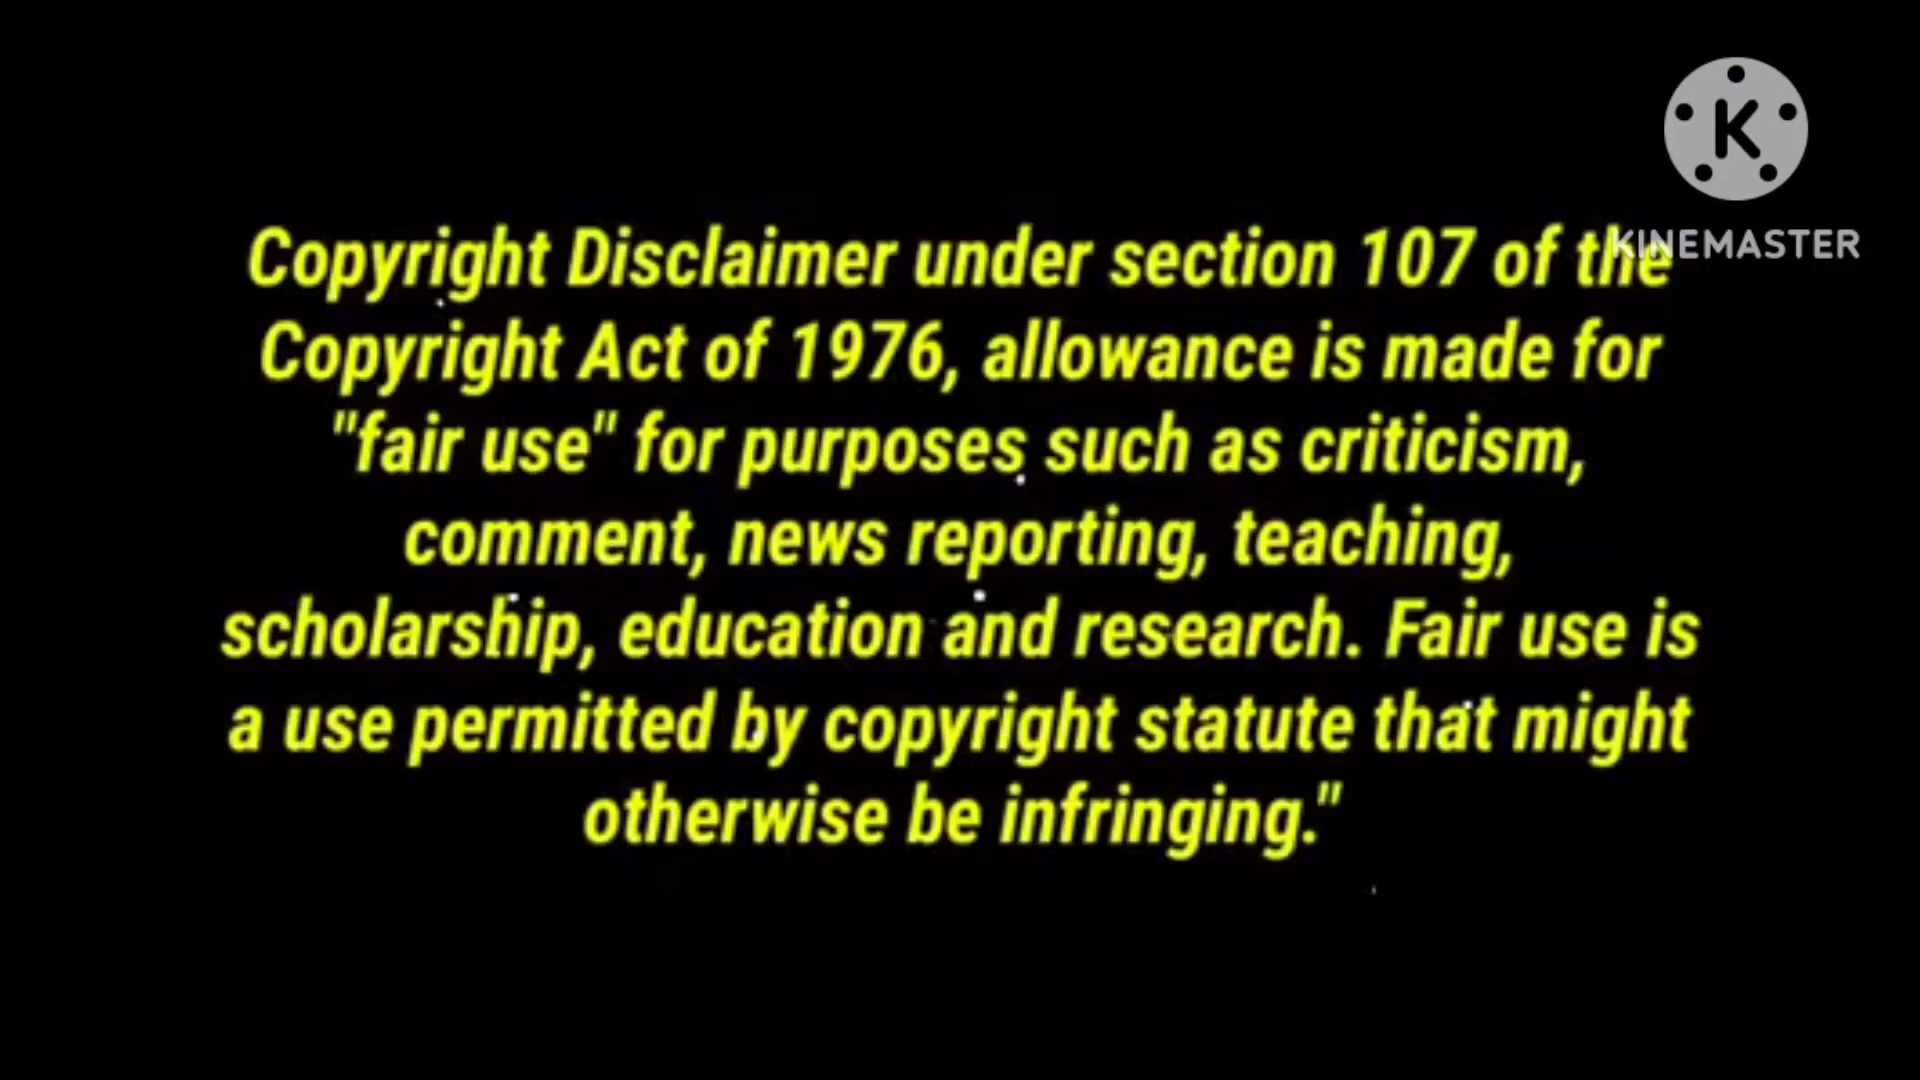 K
KINEMASTER
Copyright Disclaimer under section 107 of the
Copyright Act of 1976, allowance is made for
"fair use" for purposes such as criticism,
comment, news reporting, teaching,
scholarship, education and research. Fair use is
a use permitted by copyright statute that might
otherwise be infringing."